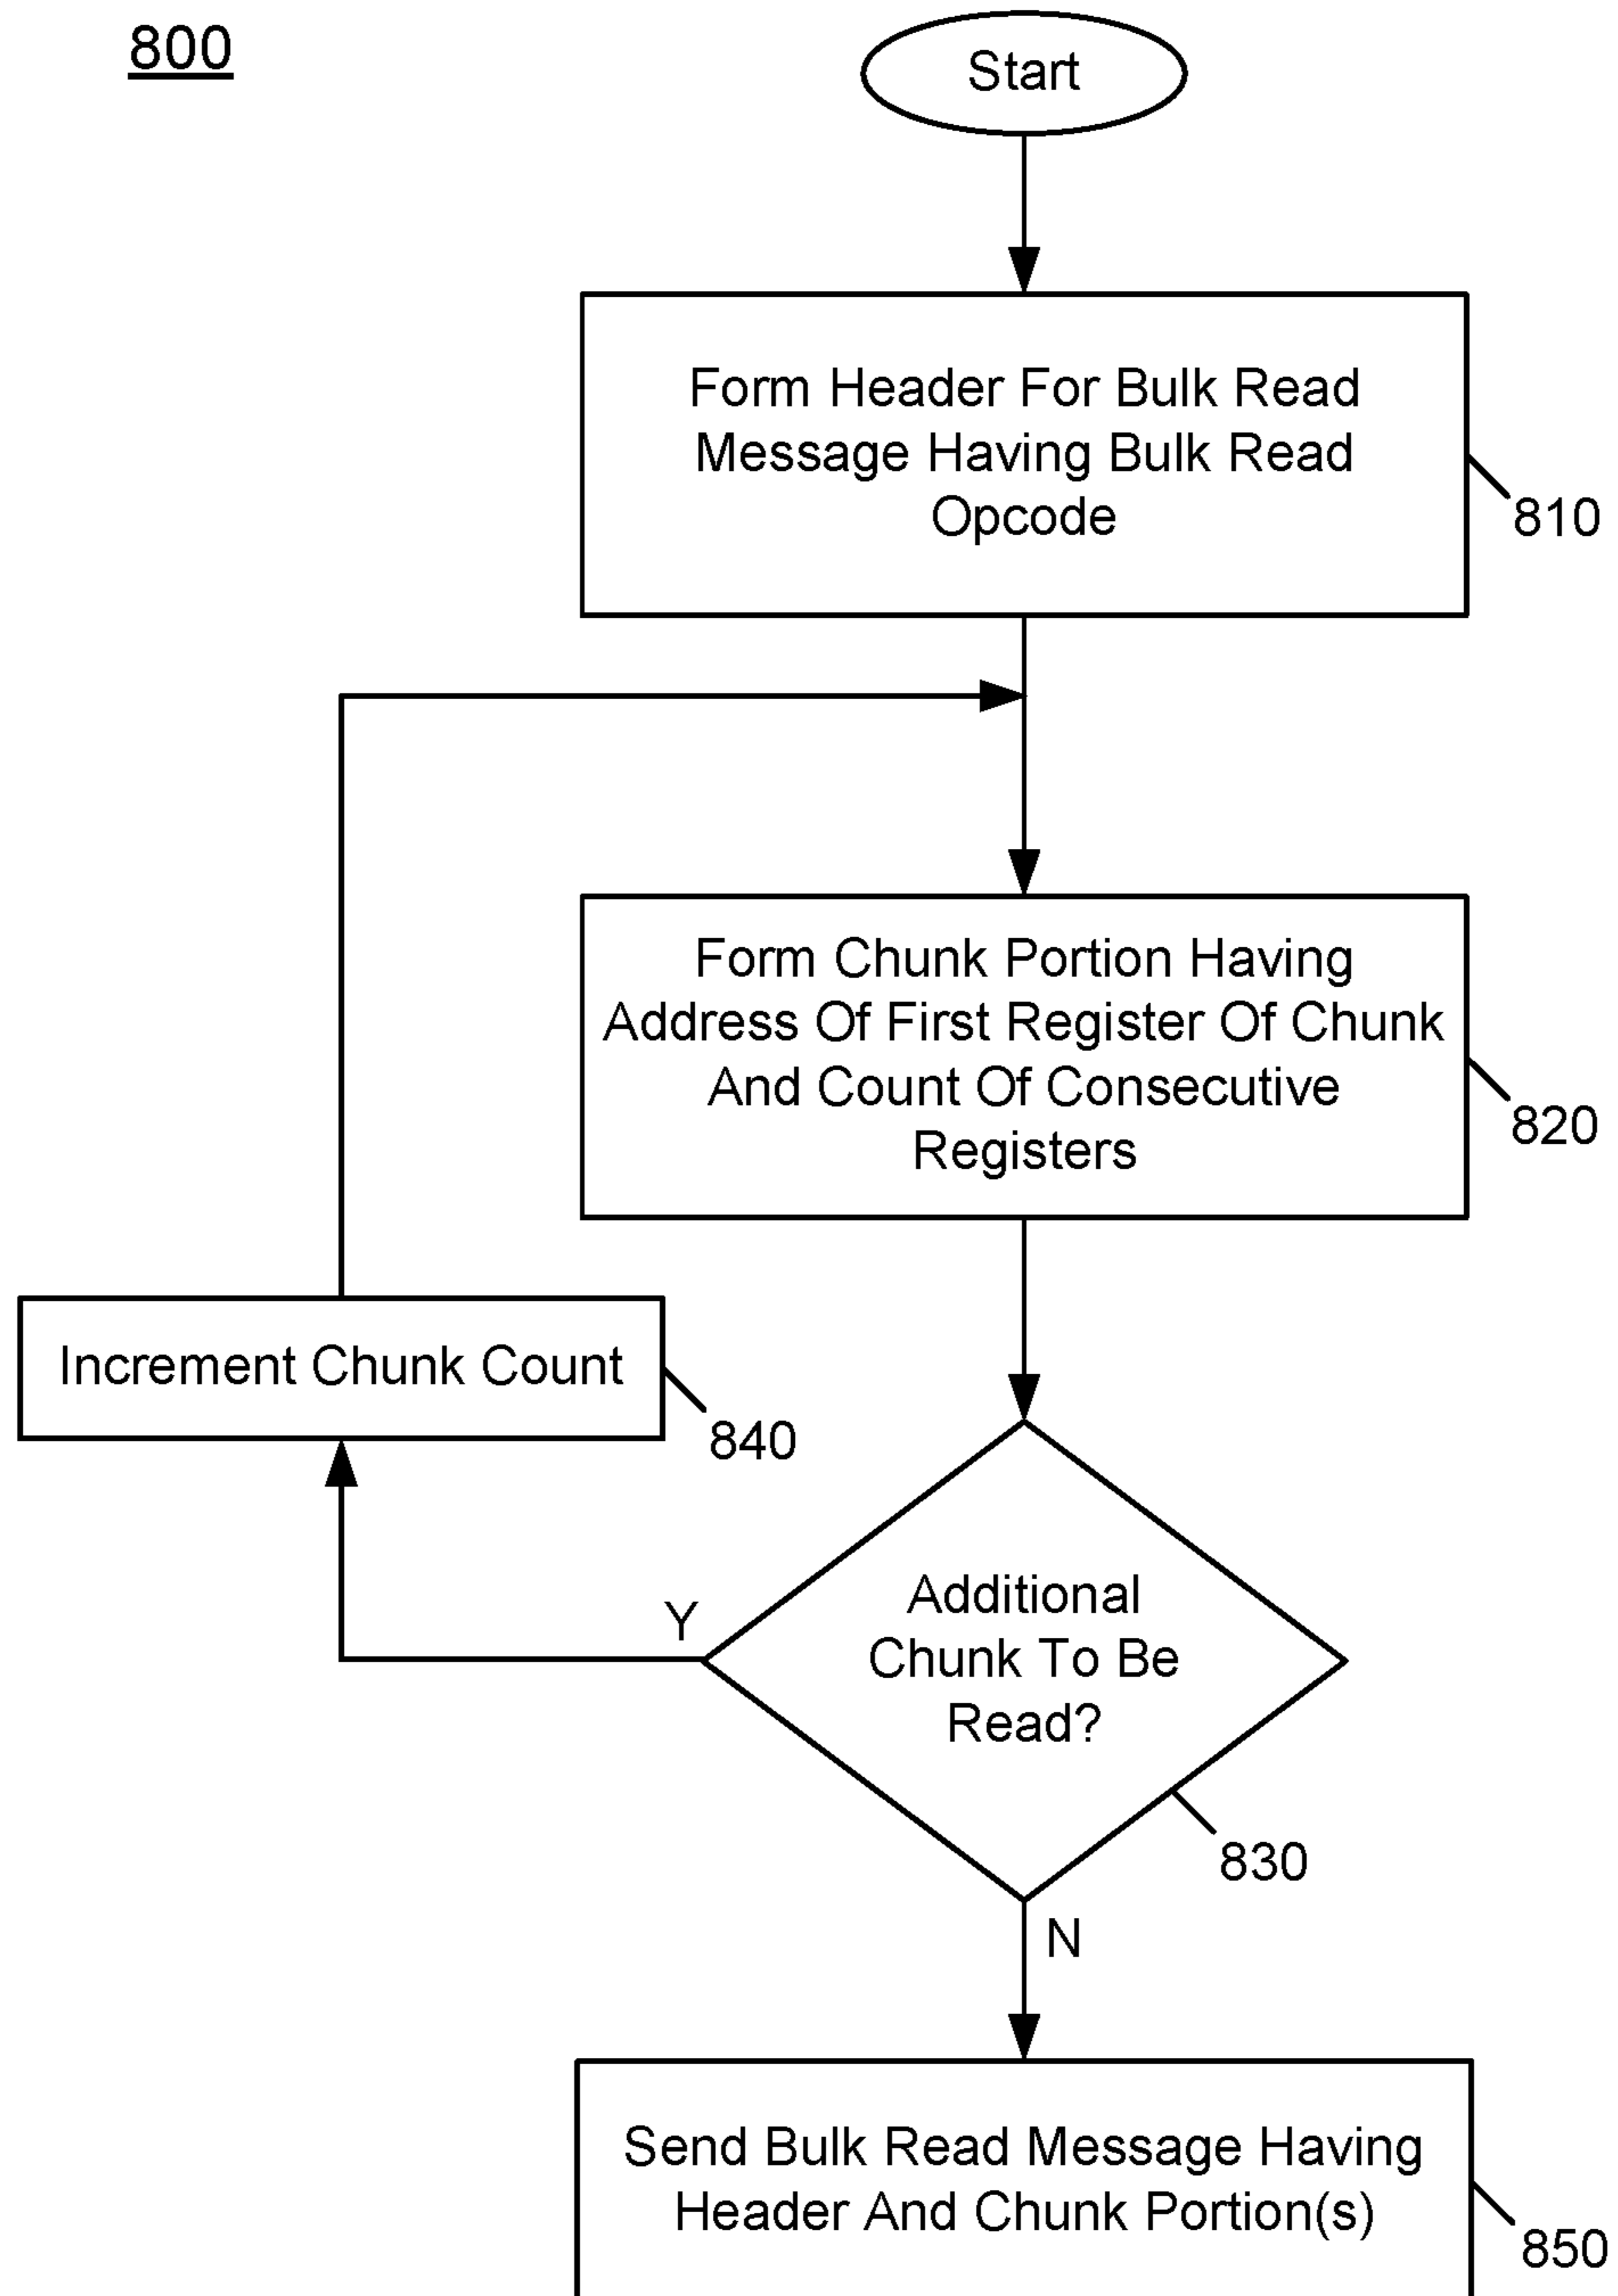 800
Start
Form Header For Bulk Read
Message Having Bulk Read
Opcode
810
Form Chunk Portion Having
Address Of First Register Of Chunk
And Count Of Consecutive
Registers
820
Increment Chunk Count
840
Y
Additional
Chunk To Be
Read?
830
N
Send Bulk Read Message Having
Header And Chunk Portion(s)
850